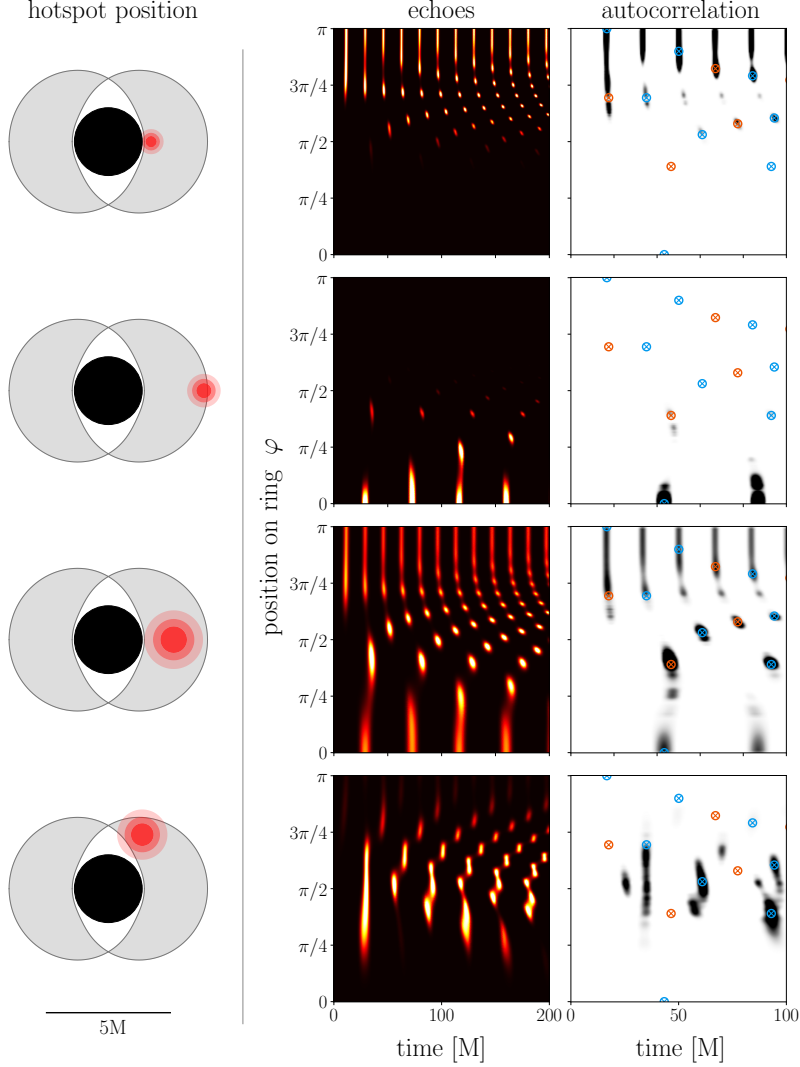 hotspot position
echoes
autocorrelation
π
3π/4
π/2
π/4
0
π
3π/4
π/2
π/4
0
π
3π/4
π/2
π/4
0
π
3π/4
π/2
π/4
0
position on ring φ
5M
0
100
200
0
50
100
time [M]
time [M]